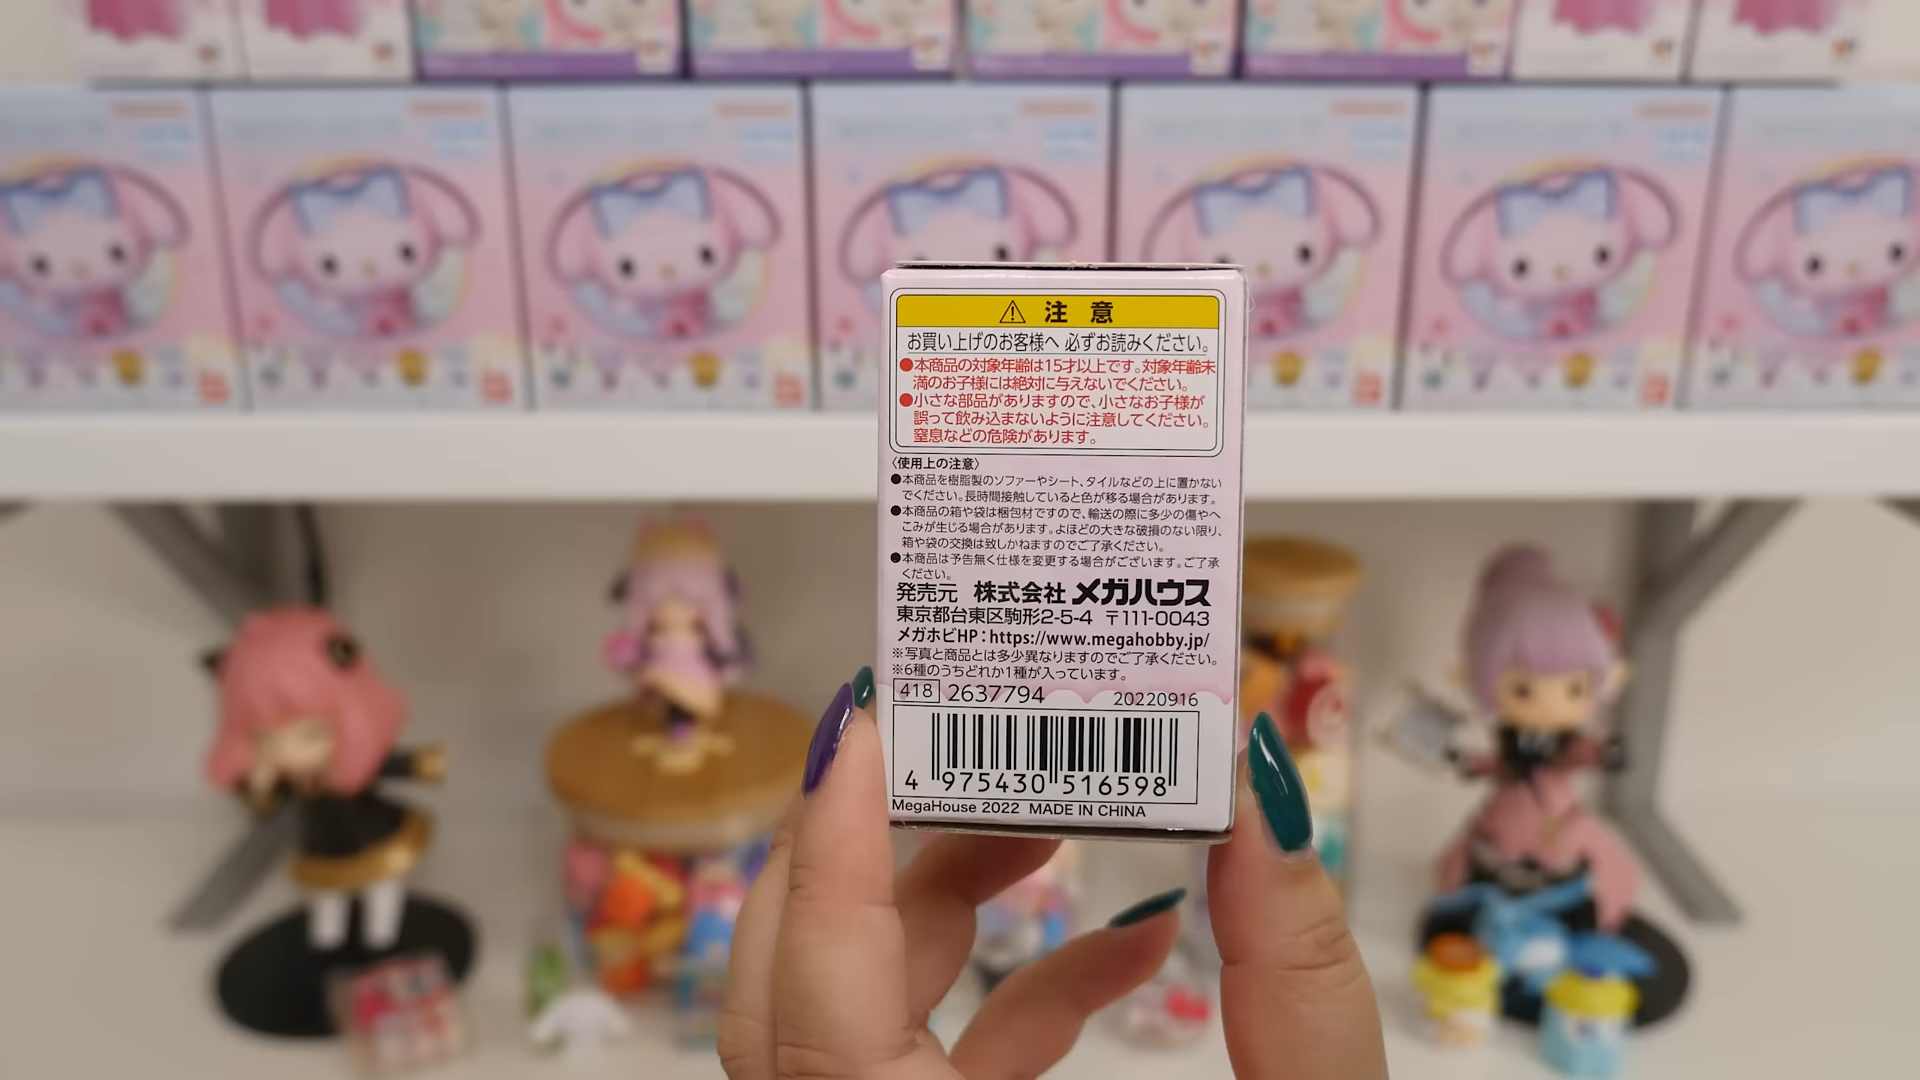 ⚠ 注 意
お買い上げのお客様へ 必ずお読みください。
●本商品の対象年齢は15才以上です。対象年齢未
満のお子様には絶対に与えないでください。
●小さな部品がありますので、小さなお子様が
誤って飲み込まないように注意してください。
窒息などの危険があります。
〈使用上の注意〉
●本商品を樹脂製のソファーやシート、タイルなどの上に置かない
でください。長時間接触していると色が移る場合があります。
●本商品の箱や袋は梱包材ですので、輸送の際に多少の傷やへ
こみが生じる場合があります。よほどの大きな破損のない限り、
箱や袋の交換は致しかねますのでご了承ください。
●本商品は予告無く仕様を変更する場合がございます。ご了承
ください。
発売元 株式会社 メガハウス
東京都台東区駒形2-5-4 〒111-0043
メガホビHP:https://www.megahobby.jp/
※写真と商品とは多少異なりますのでご了承ください。
※6種のうちどれか1種が入っています。
418 2637794 20220916
4 975430 516598
MegaHouse 2022 MADE IN CHINA